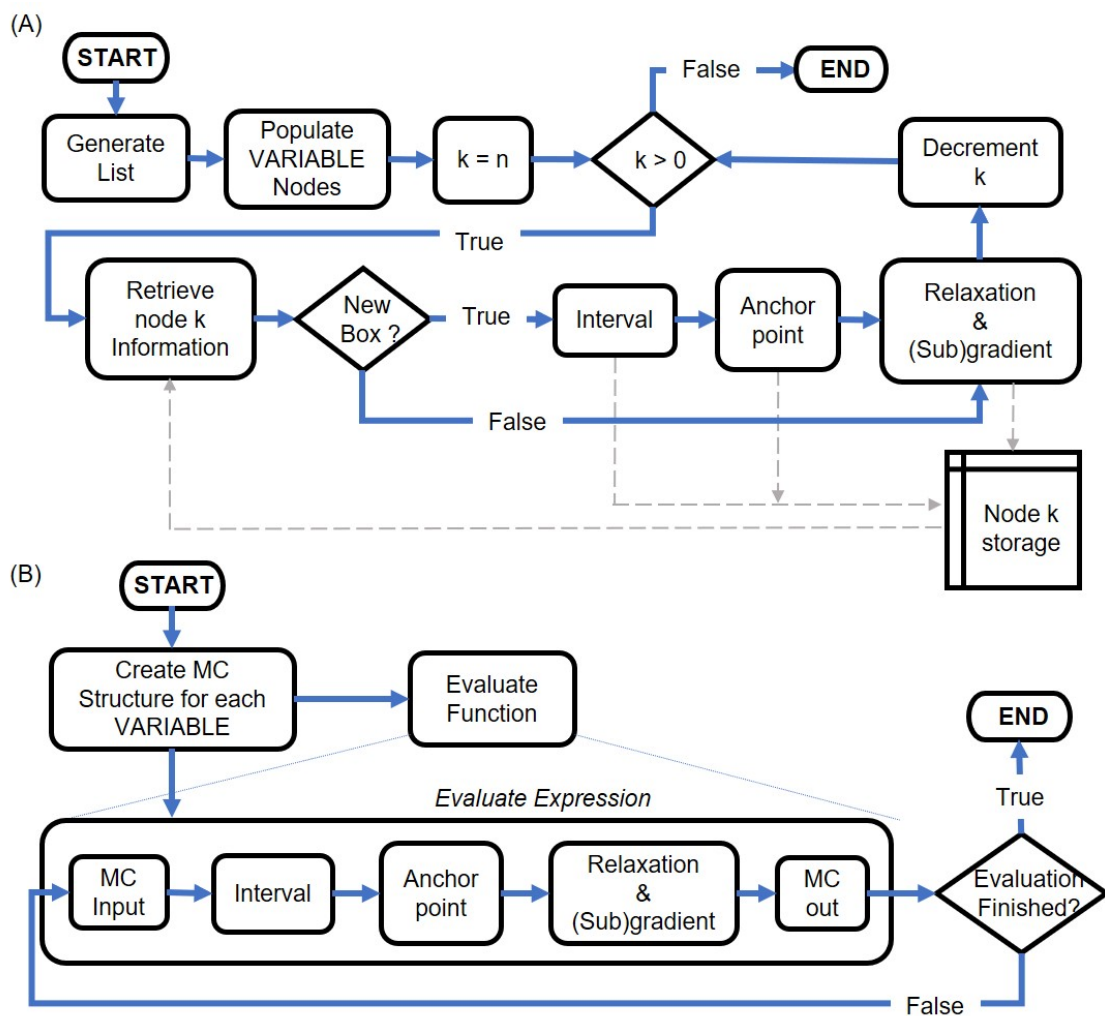 (A)
START
False
END
Generate
List
Populate
VARIABLE
Nodes
k = n
k > 0
Decrement
k
True
Retrieve
node k
Information
New
Box ?
True
Interval
Anchor
point
Relaxation
&
(Sub)gradient
False
Node k
storage
(B)
START
Create MC
Structure for each
VARIABLE
Evaluate
Function
END
Evaluate Expression
True
MC
Input
Interval
Anchor
point
Relaxation
&
(Sub)gradient
MC
out
Evaluation
Finished?
False